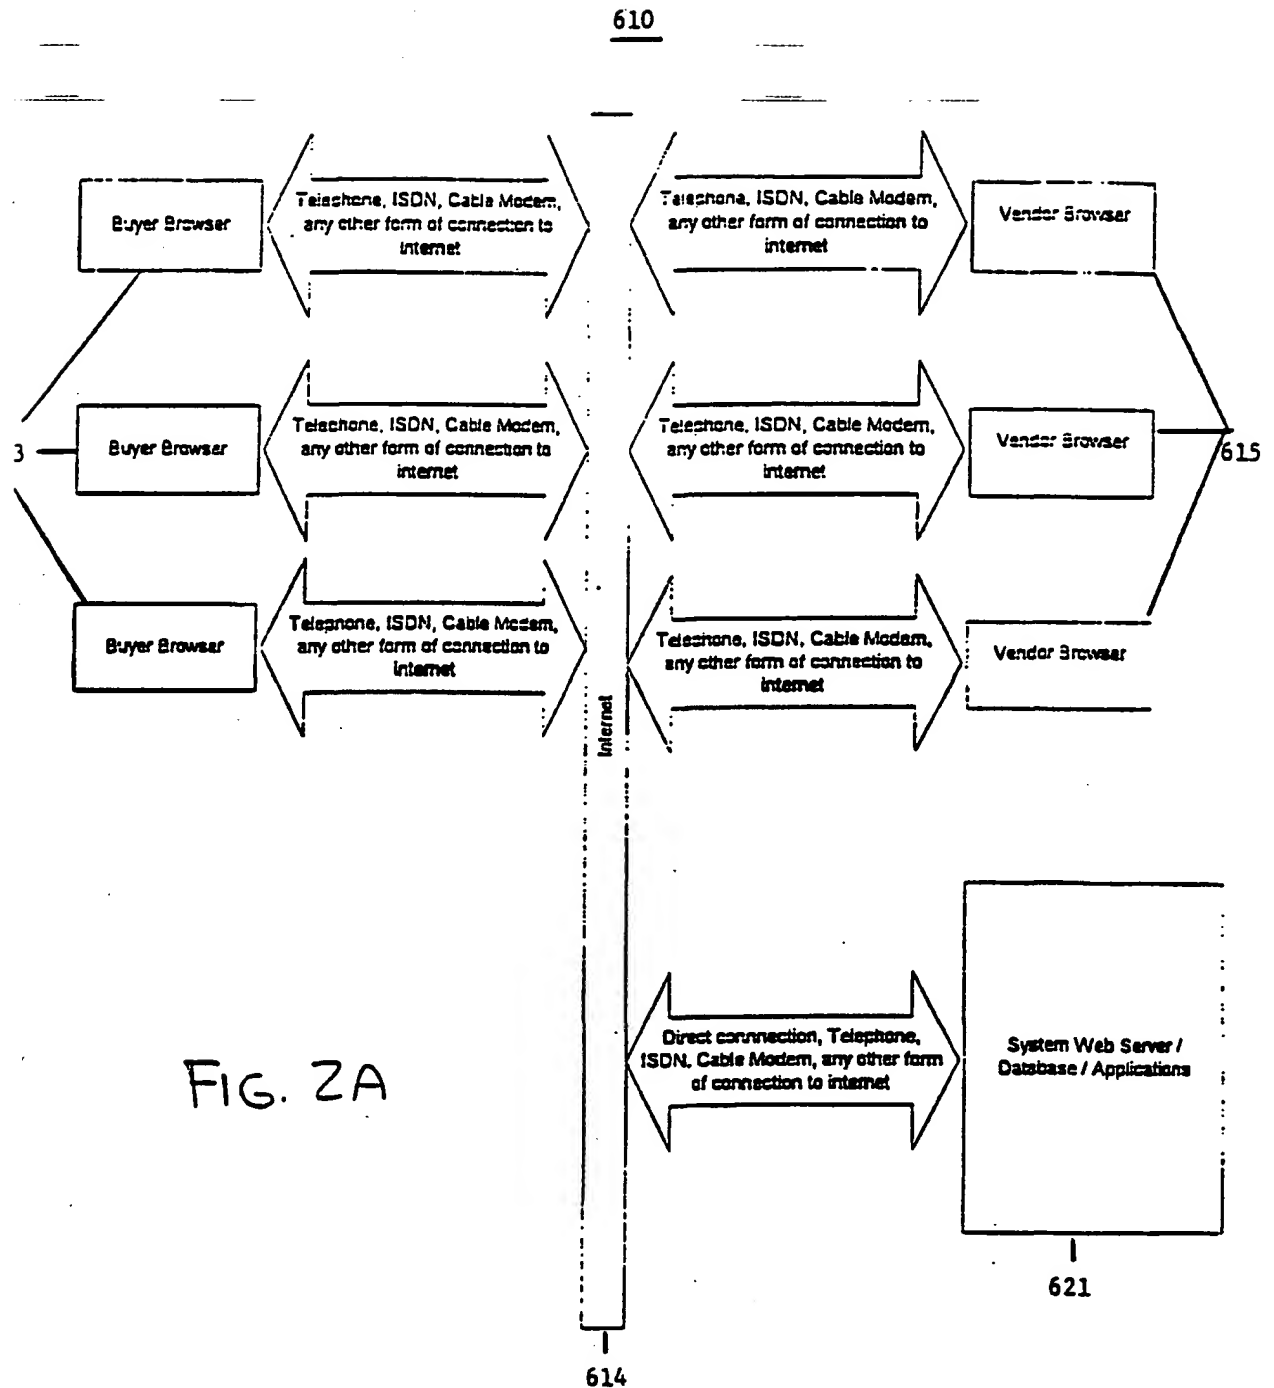 610
Buyer Browser
Telephone, ISDN, Cable Modem,
any other form of connection to
internet
Telephone, ISDN, Cable Modem,
any other form of connection to
internet
Vendor Browser
Buyer Browser
Telephone, ISDN, Cable Modem,
any other form of connection to
internet
Telephone, ISDN, Cable Modem,
any other form of connection to
internet
Vendor Browser
3
615
Buyer Browser
Telephone, ISDN, Cable Modem,
any other form of connection to
internet
Telephone, ISDN, Cable Modem,
any other form of connection to
internet
Vendor Browser
Internet
Direct connnection, Telephone,
ISDN, Cable Modem, any other form
of connection to internet
System Web Server /
Database / Applications
FIG. 2A
621
614